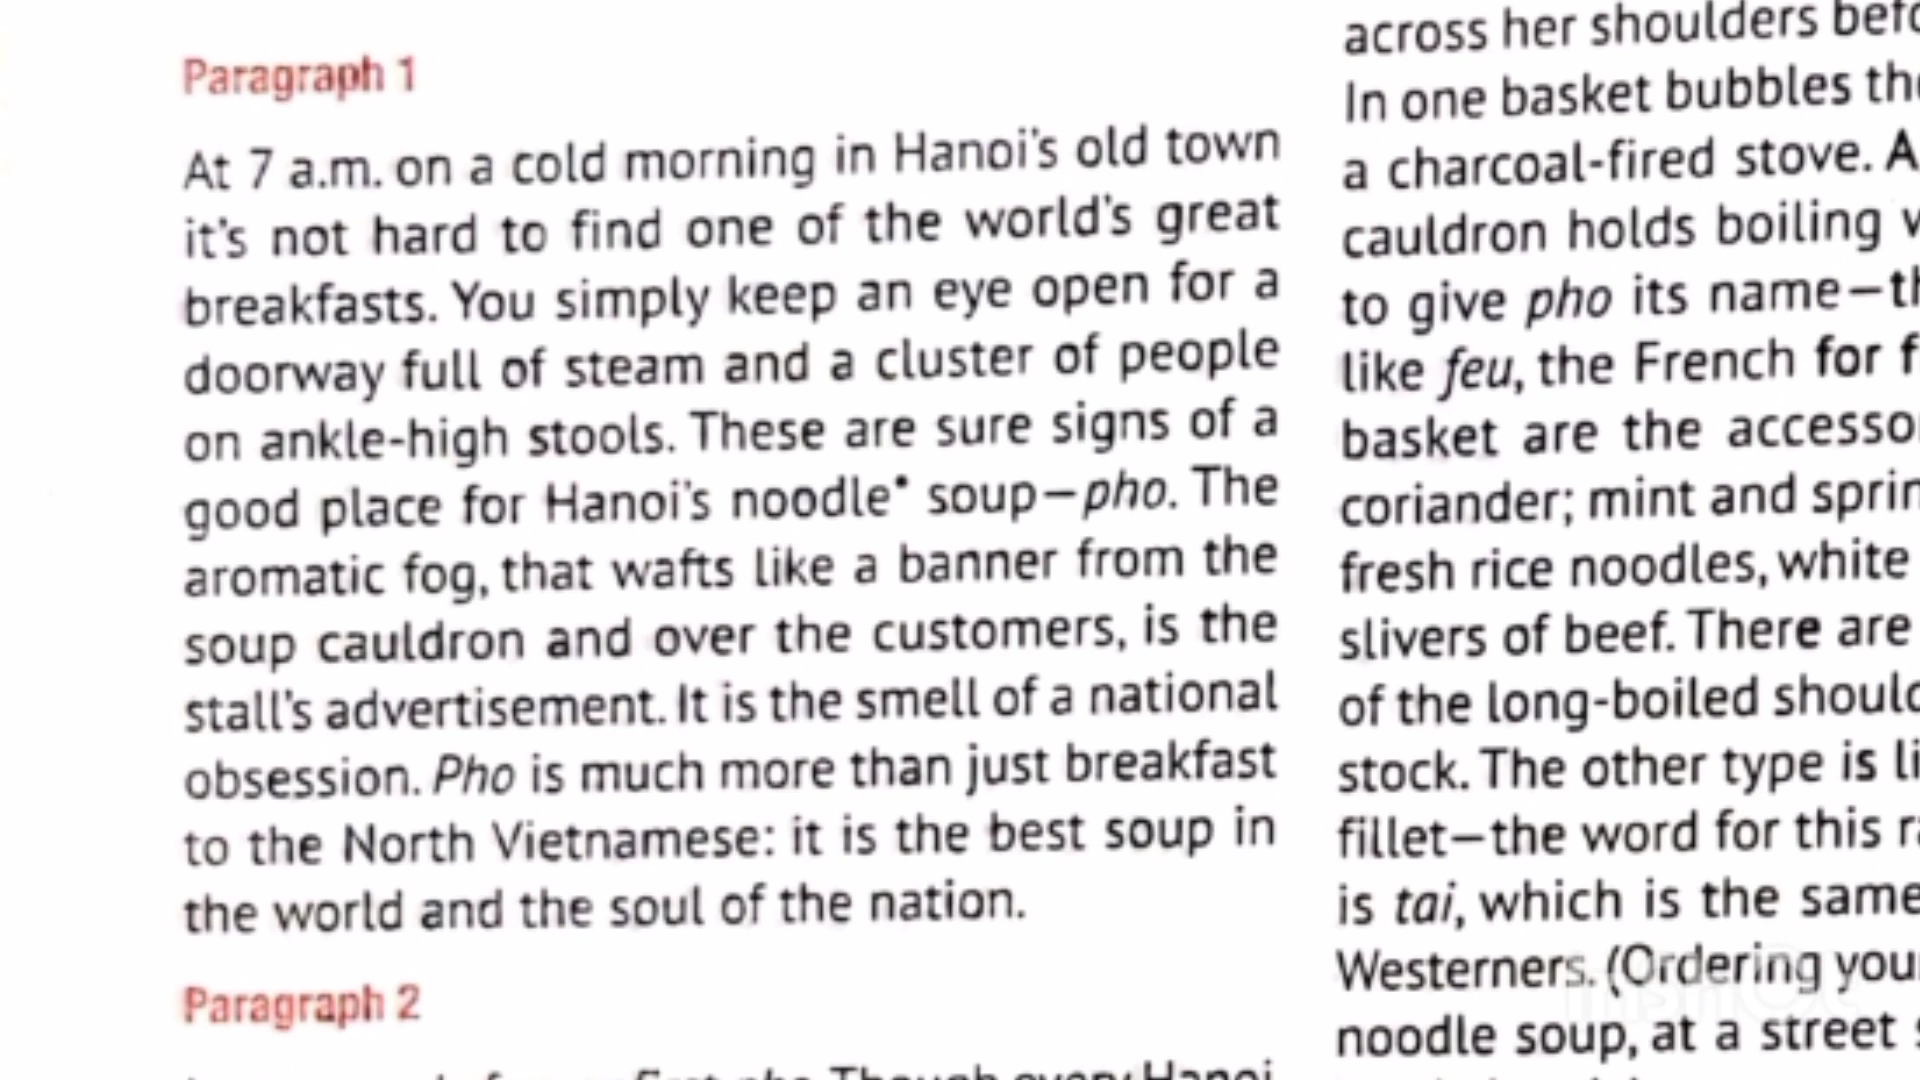 Paragraph 1
At 7 a.m. on a cold morning in Hanoi's old town
it's not hard to find one of the world's great
breakfasts. You simply keep an eye open for a
doorway full of steam and a cluster of people
on ankle-high stools. These are sure signs of a
good place for Hanoi's noodle* soup—pho. The
aromatic fog, that wafts like a banner from the
soup cauldron and over the customers, is the
stall's advertisement. It is the smell of a national
obsession. Pho is much more than just breakfast
to the North Vietnamese: it is the best soup in
the world and the soul of the nation.
Paragraph 2
first pho. Though every Hanoi
across her shoulders
In one basket bubbles
a charcoal-fired stove.
cauldron holds boiling
to give pho its name—
like feu, the French for
basket are the
coriander; mint and
fresh rice noodles, white
slivers of beef. There are
of the long-boiled
stock. The other type is
fillet—the word for this
is tai, which is the same
Westerners. (Ordering
noodle soup, at a street